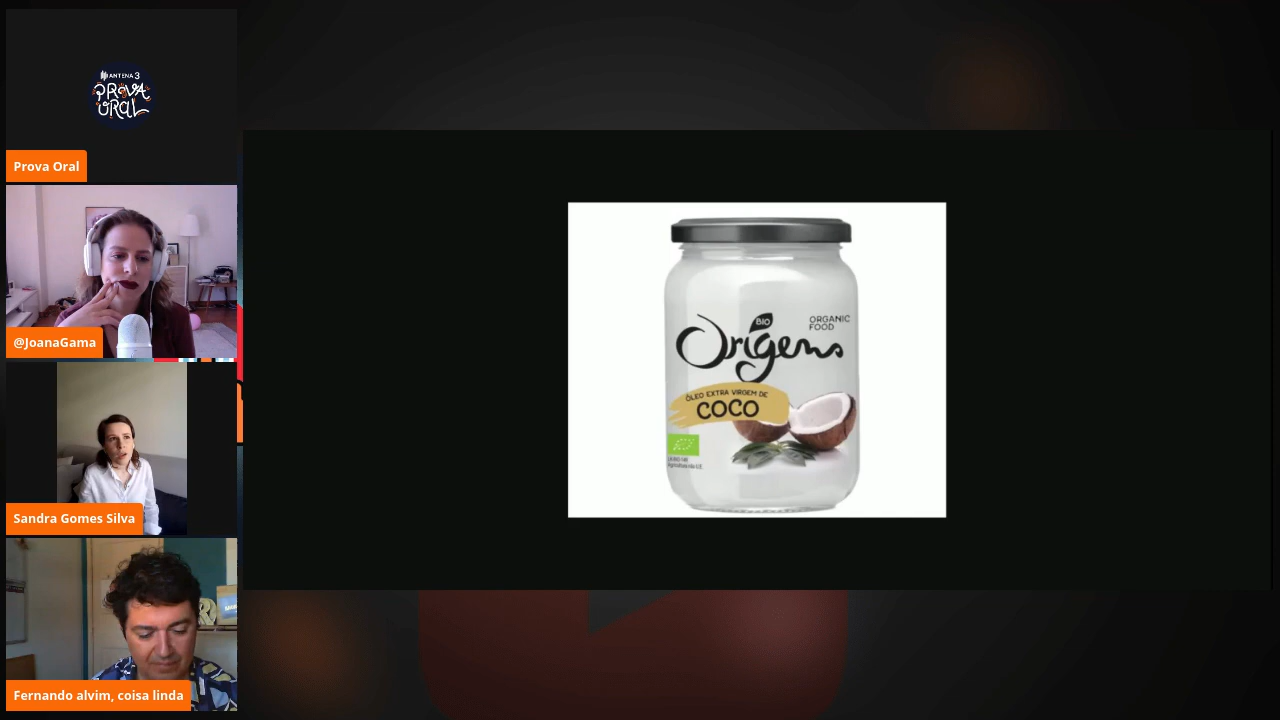 ANTENA 3
PROVA
ORAL
Prova Oral
@JoanaGama
Sandra Gomes Silva
Fernando alvim, coisa linda
BIO
Origens
ORGANIC
FOOD
ÓLEO EXTRA VIRGEM DE
COCO